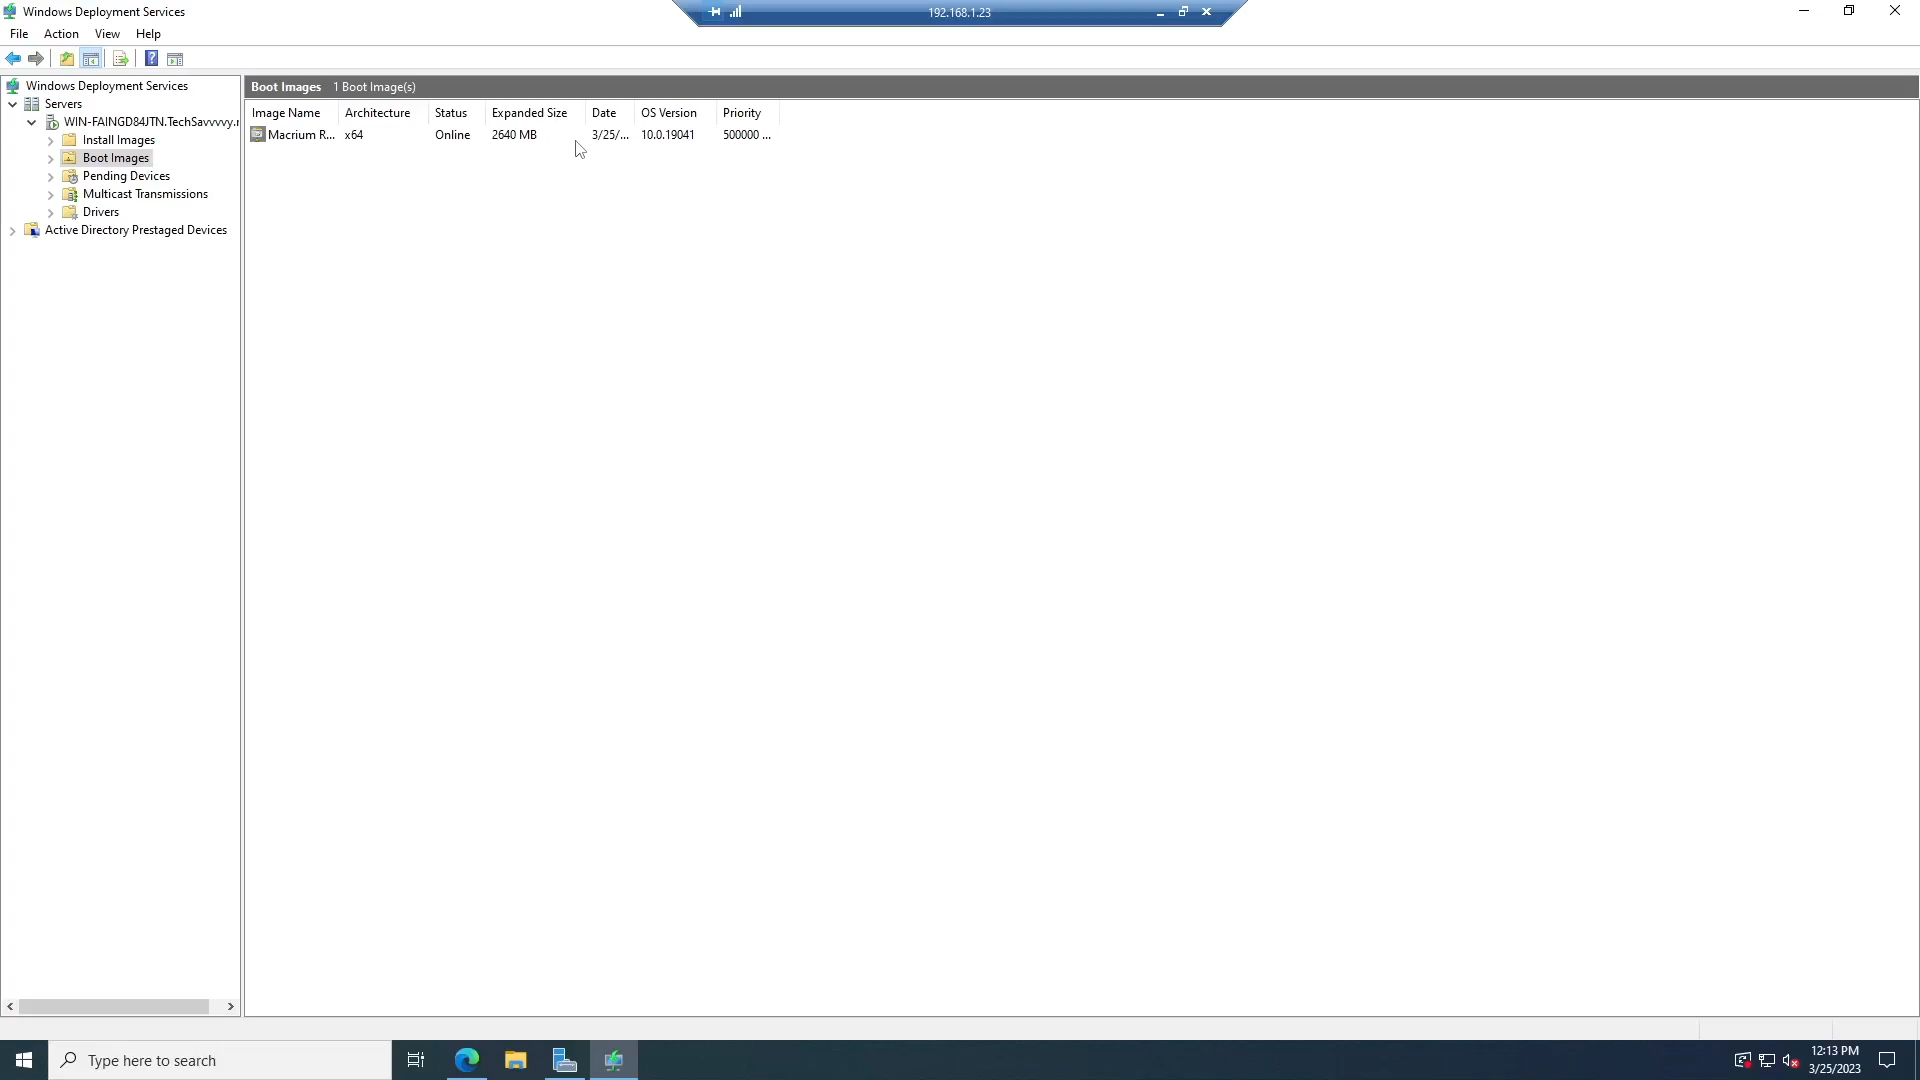 Windows Deployment Services
192.168.1.23
File Action View Help
Windows Deployment Services
Servers
WIN-FAINGD84JTN.TechSavvvvy.r
Install Images
Boot Images
Pending Devices
Multicast Transmissions
Drivers
Active Directory Prestaged Devices
Boot Images 1 Boot Image(s)
Image Name Architecture Status Expanded Size Date OS Version Priority
Macrium R... x64 Online 2640 MB 3/25/... 10.0.19041 500000 ...
Type here to search
12:13 PM
3/25/2023